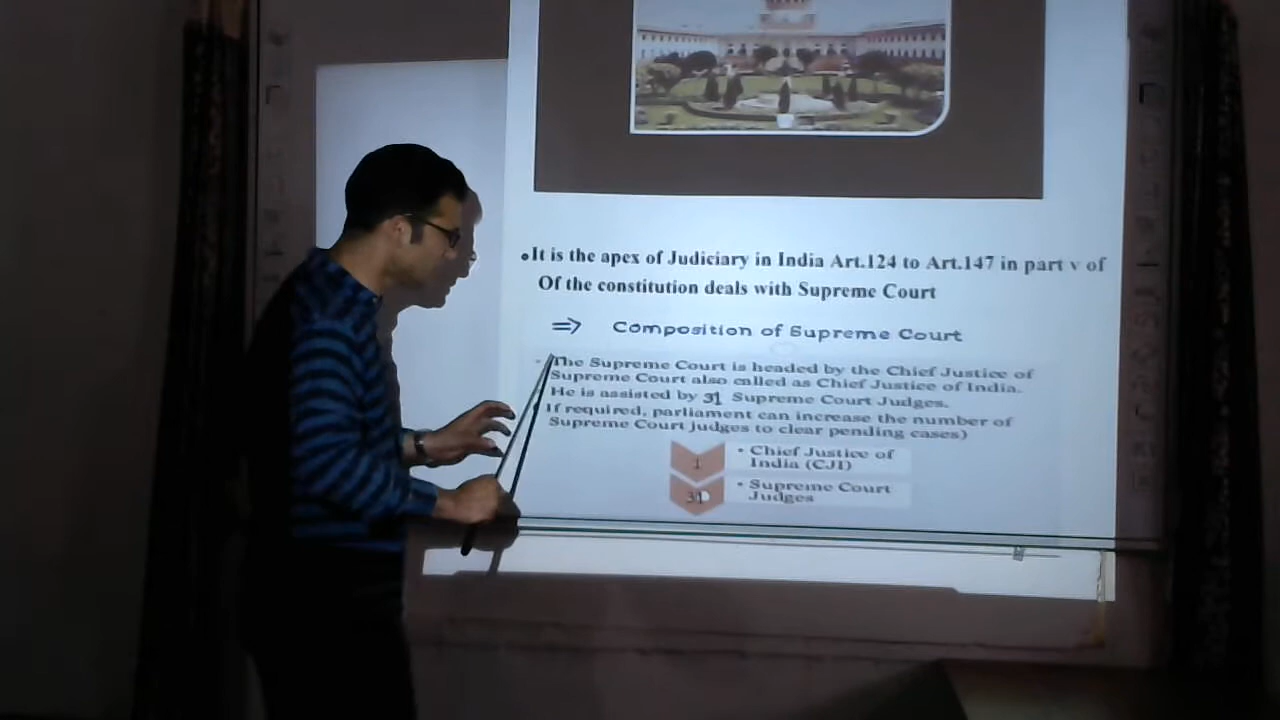 •It is the apex of Judiciary in India Art.124 to Art.147 in part v of
Of the constitution deals with Supreme Court
⇒ Composition of Supreme Court
• The Supreme Court is headed by the Chief Justice of
Supreme Court also called as Chief Justice of India.
He is assisted by 31 Supreme Court Judges.
If required, parliament can increase the number of
Supreme Court judges to clear pending cases)
1
• Chief Justice of
India (CJI)
31
• Supreme Court
Judges